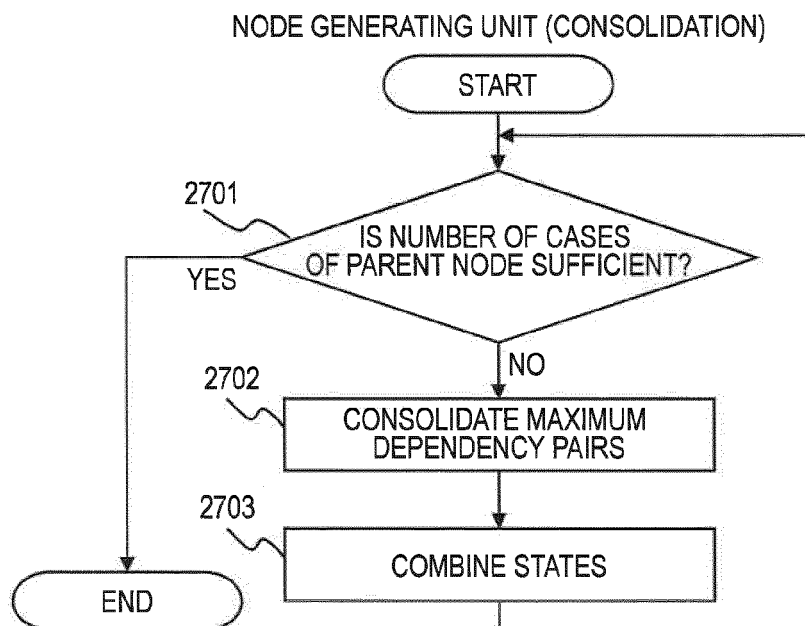 NODE GENERATING UNIT (CONSOLIDATION)
START
2701
IS NUMBER OF CASES
OF PARENT NODE SUFFICIENT?
YES
NO
2702
CONSOLIDATE MAXIMUM
DEPENDENCY PAIRS
2703
COMBINE STATES
END